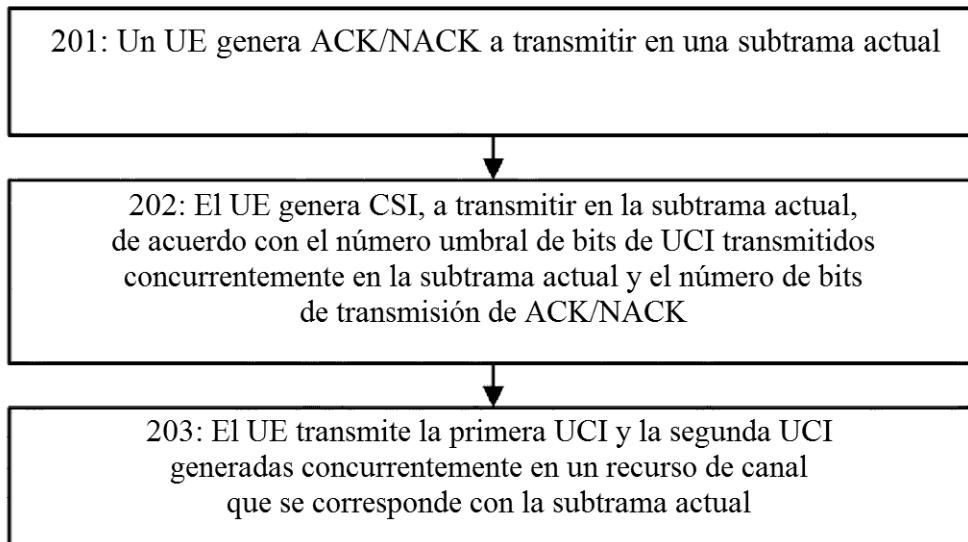 201: Un UE genera ACK/NACK a transmitir en una subtrama actual
202: El UE genera CSI, a transmitir en la subtrama actual,
de acuerdo con el número umbral de bits de UCI transmitidos
concurrentemente en la subtrama actual y el número de bits
de transmisión de ACK/NACK
203: El UE transmite la primera UCI y la segunda UCI
generadas concurrentemente en un recurso de canal
que se corresponde con la subtrama actual